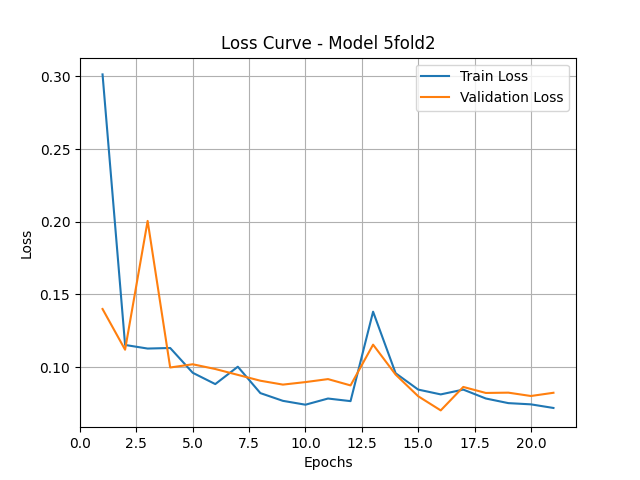 Loss Curve - Model 5fold2
Train Loss
Validation Loss
0.30
0.25
0.20
0.15
0.10
Loss
0.0 2.5 5.0 7.5 10.0 12.5 15.0 17.5 20.0
Epochs